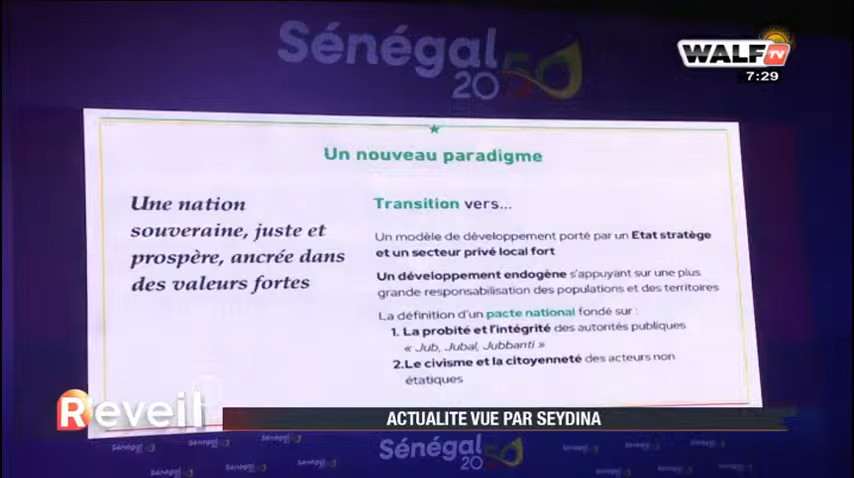 Sénégal
2050
WALF TV
7:29
Un nouveau paradigme
Une nation
souveraine, juste et
prospère, ancrée dans
des valeurs fortes
Transition vers...
Un modèle de développement porté par un Etat stratège
et un secteur privé local fort
Un développement endogène s'appuyant sur une plus
grande responsabilisation des populations et des territoires
La définition d'un pacte national fondé sur :
1. La probité et l'intégrité des autorités publiques
« Jub, Jubal, Jubbanti »
2.Le civisme et la citoyenneté des acteurs non
étatiques
R'eveil
ACTUALITE VUE PAR SEYDINA
Sénégal
2050